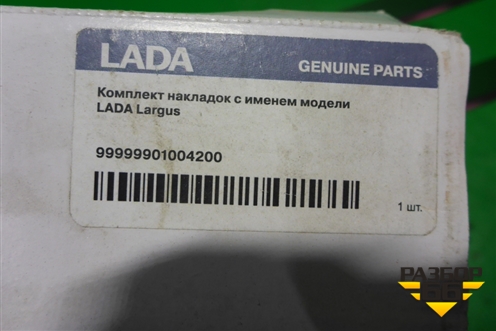 LADA
GENUINE PARTS
Комплект накладок с именем модели
LADA Largus
99999901004200
1 шт.
РАЗБОР